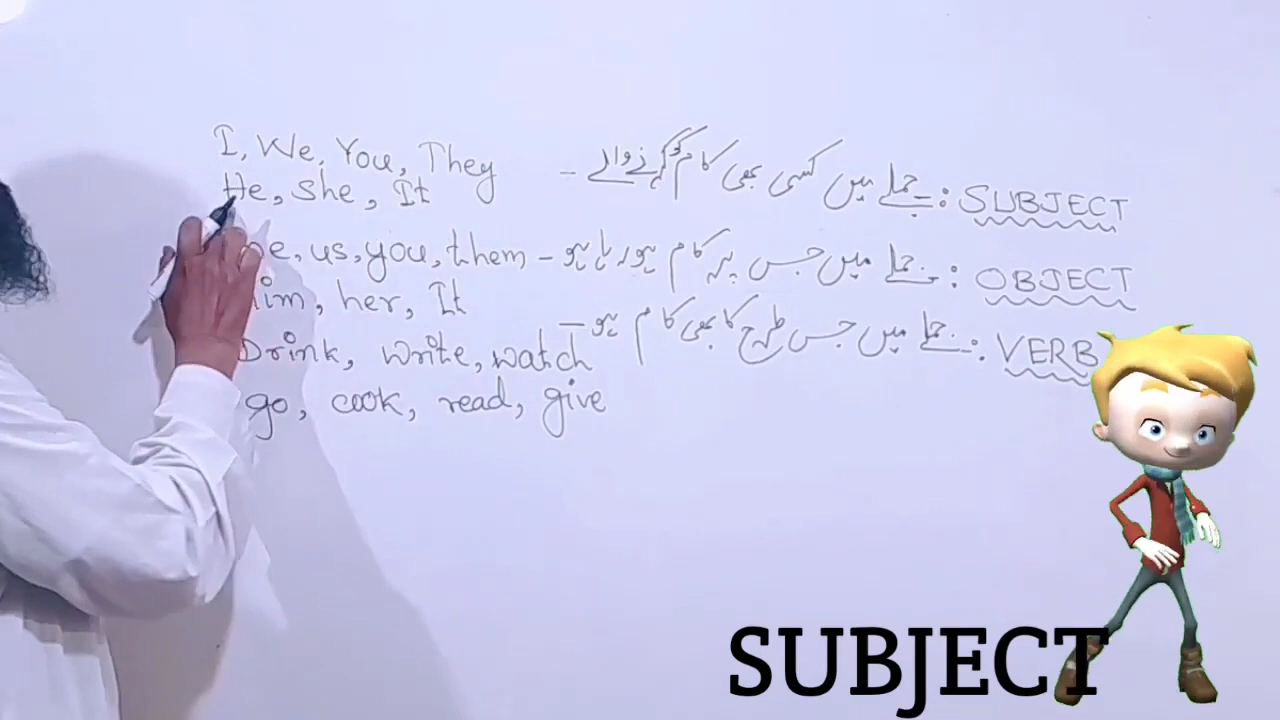 I, We, You, They
SUBJECT : جملے میں کسی بھی کام کو کرنے والے -
He, She, It
us, you, them
OBJECT : جملے میں جس پر کام ہو رہا ہو -
him, her, It
VERB : جملے میں جس طرح کا بھی کام ہو -
Drink, write, watch
go, cook, read, give
SUBJECT